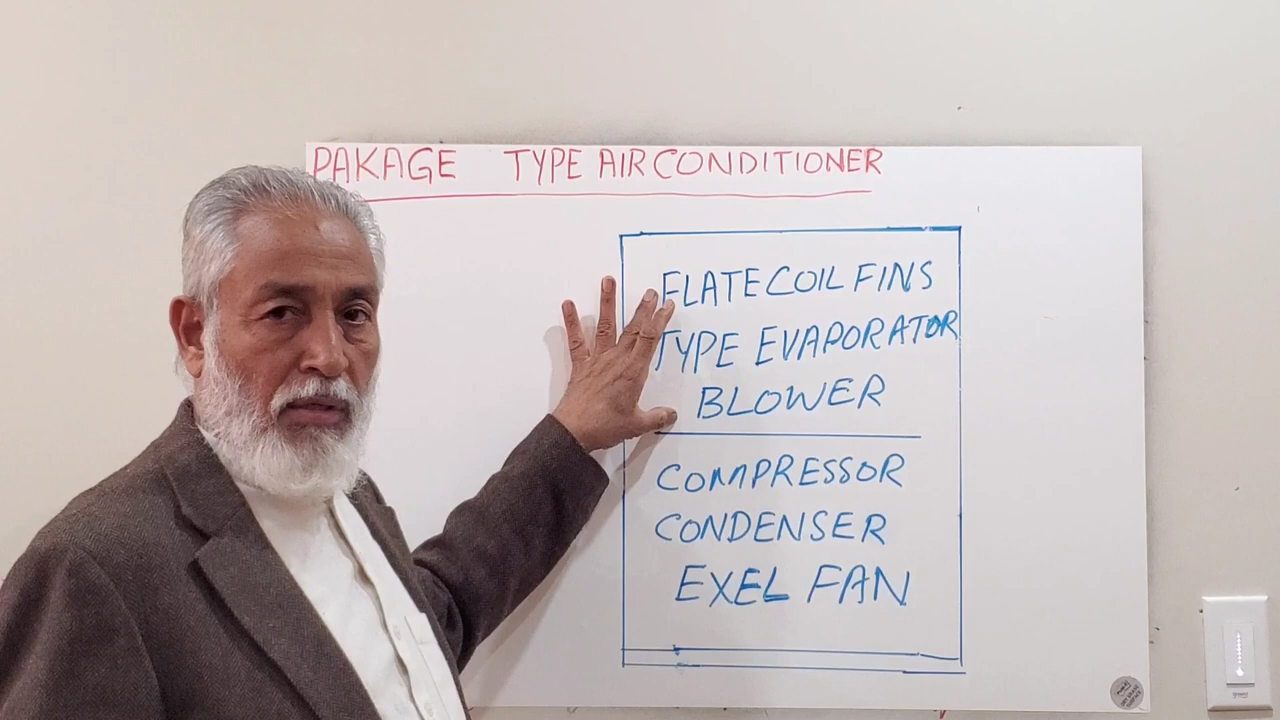 PAKAGE TYPE AIRCONDITIONER
FLATE COIL FINS
TYPE EVAPORATOR
BLOWER
COMPRESSOR
CONDENSER
EXEL FAN